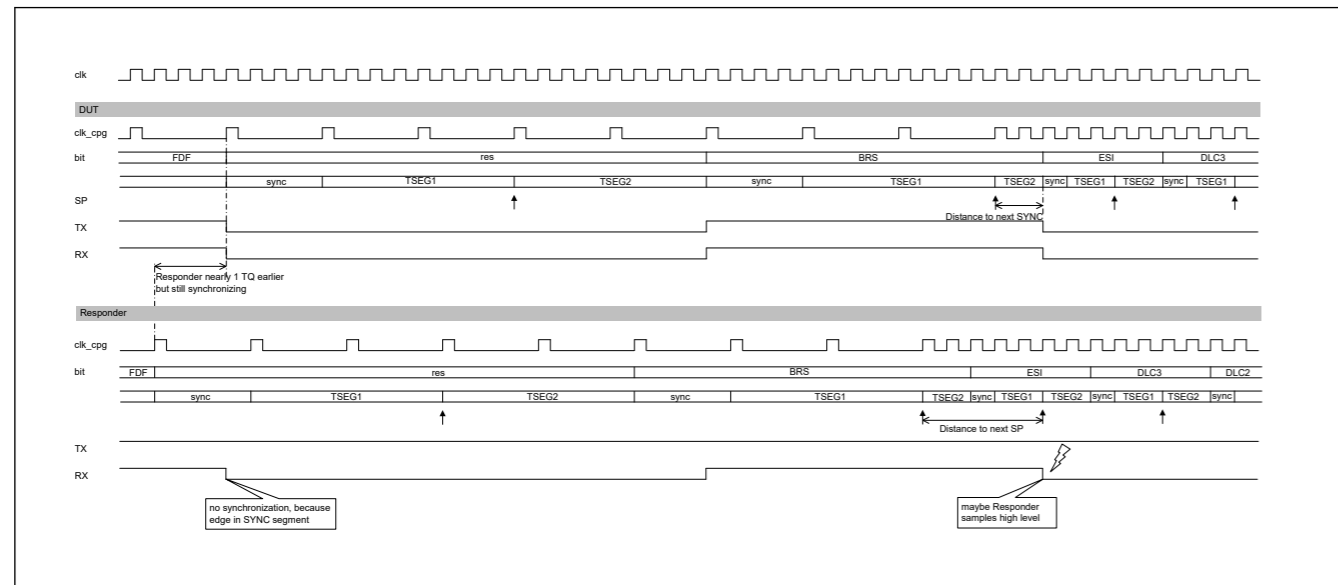 clk
DUT
clk_cpg
bit FDF res BRS ESI DLC3
sync TSEG1 TSEG2 sync TSEG1 TSEG2 sync TSEG1 TSEG2 sync TSEG1
SP
Distance to next SYNC
TX
RX
Responder nearly 1 TQ earlier
but still synchronizing
Responder
clk_cpg
bit FDF res BRS ESI DLC3 DLC2
sync TSEG1 TSEG2 sync TSEG1 TSEG2 sync TSEG1 TSEG2 sync TSEG1 TSEG2 sync
Distance to next SP
TX
RX
no synchronization, because
edge in SYNC segment
maybe Responder
samples high level